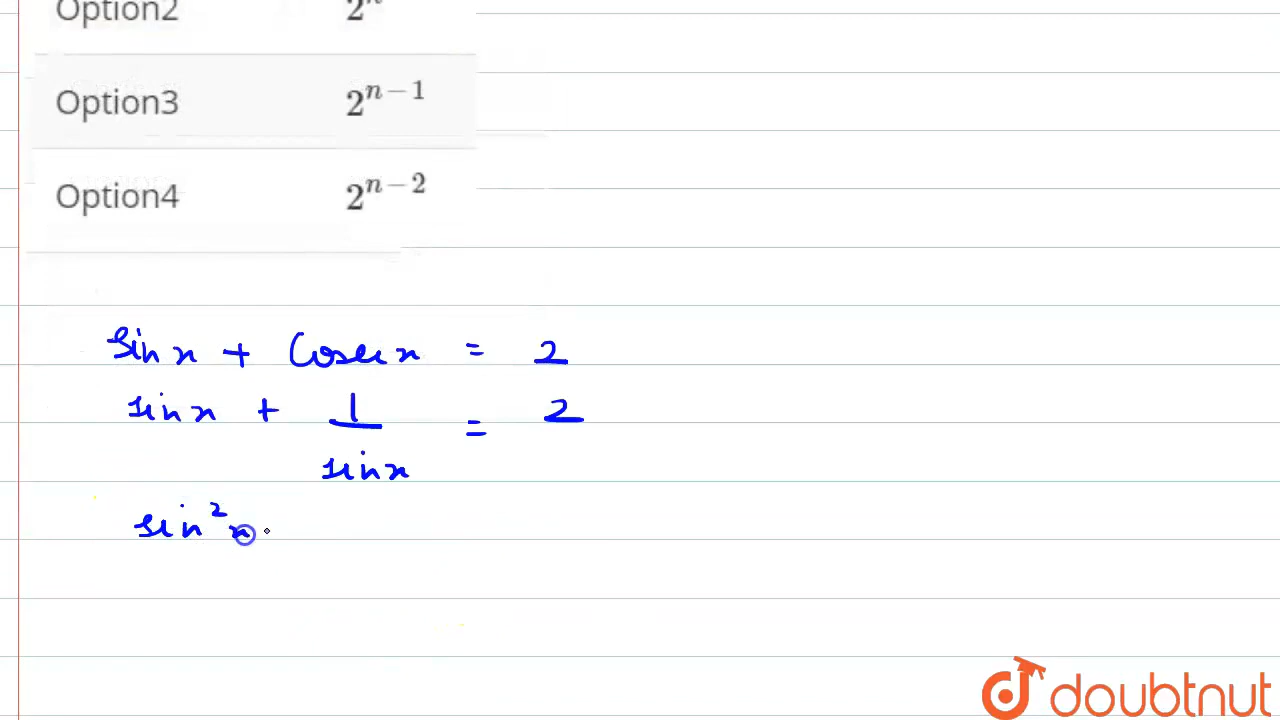 Option2 2^n
Option3 2^{n-1}
Option4 2^{n-2}
sin x + Cosec x = 2
sin x + 1/sin x = 2
sin^2 x
doubtnut